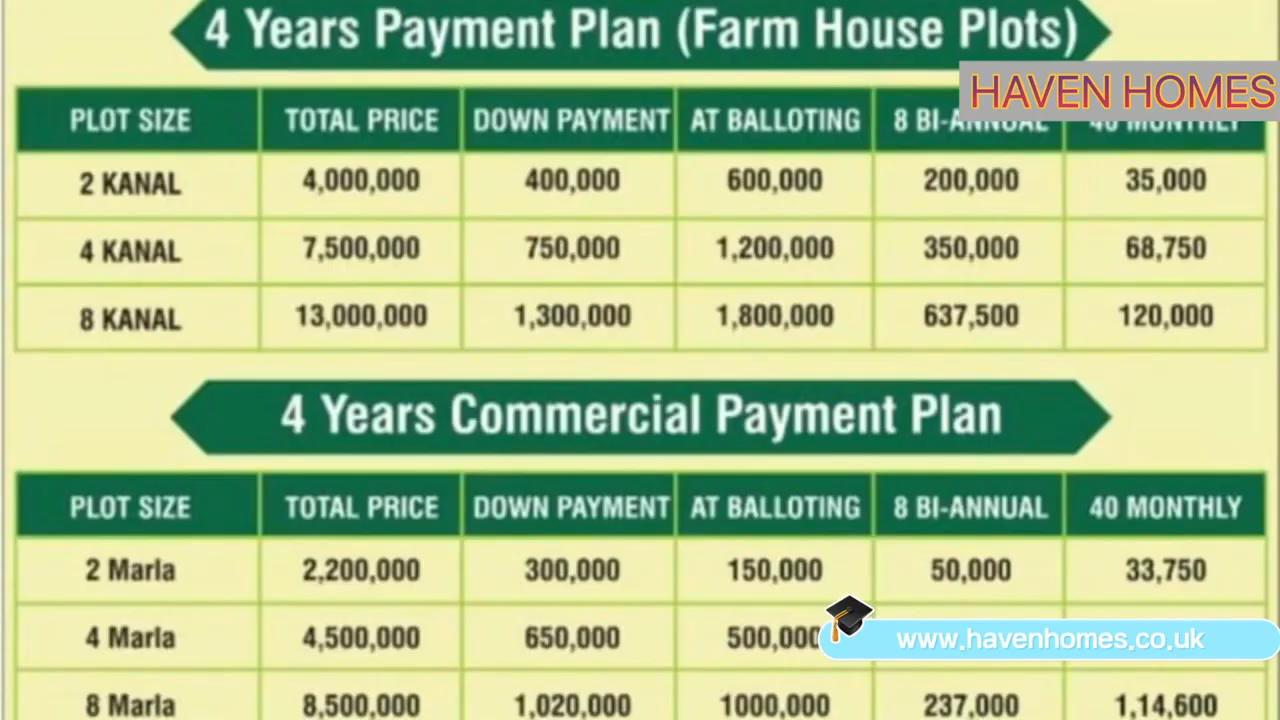 4 Years Payment Plan (Farm House Plots)
HAVEN HOMES
PLOT SIZE TOTAL PRICE DOWN PAYMENT AT BALLOTING 8 BI-ANNUAL 40 MONTHLY
2 KANAL 4,000,000 400,000 600,000 200,000 35,000
4 KANAL 7,500,000 750,000 1,200,000 350,000 68,750
8 KANAL 13,000,000 1,300,000 1,800,000 637,500 120,000
4 Years Commercial Payment Plan
PLOT SIZE TOTAL PRICE DOWN PAYMENT AT BALLOTING 8 BI-ANNUAL 40 MONTHLY
2 Marla 2,200,000 300,000 150,000 50,000 33,750
4 Marla 4,500,000 650,000 500,000
www.havenhomes.co.uk
8 Marla 8,500,000 1,020,000 1000,000 237,000 1,14,600